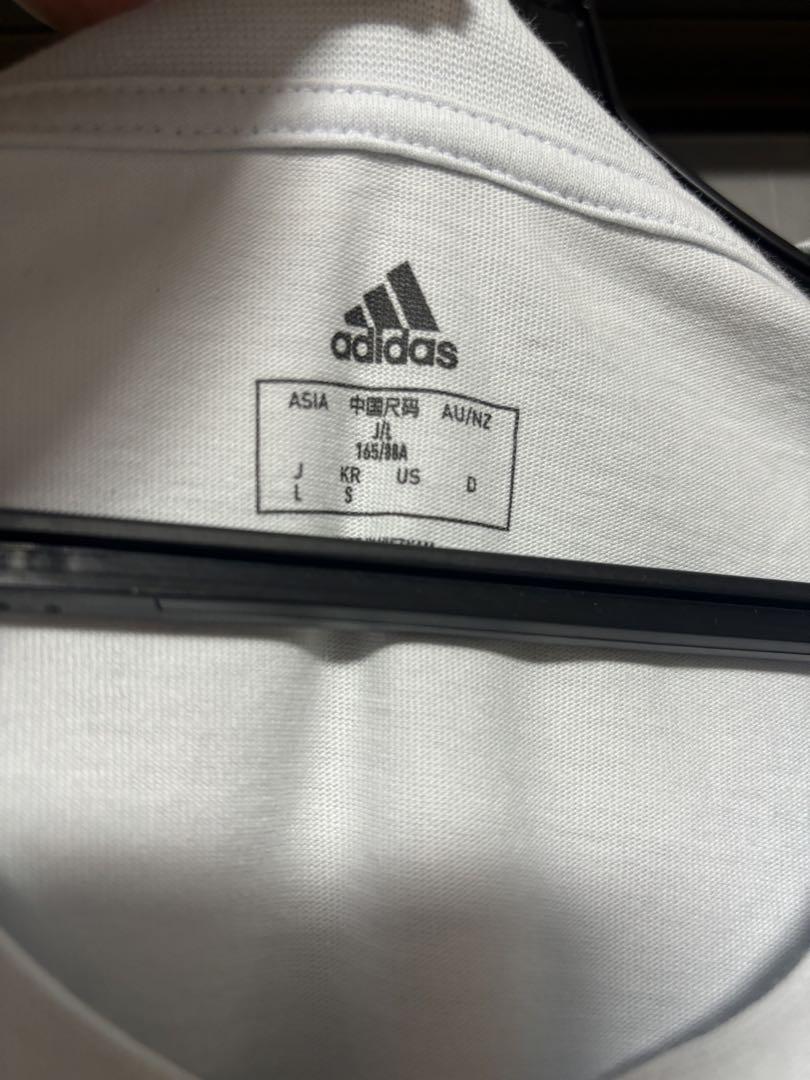 adidas
ASIA 中国尺码 AU/NZ
J/L
165/88A
J KR US D
L S